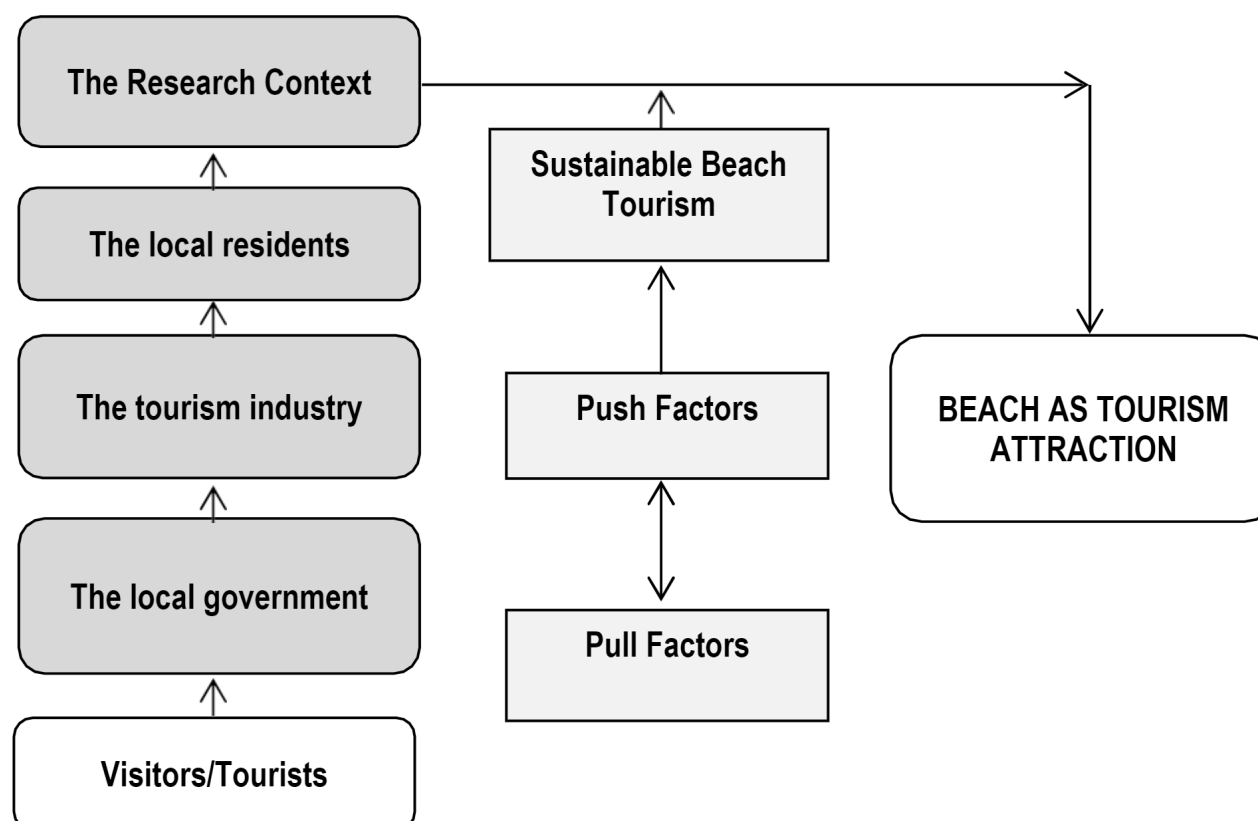 The Research Context
The local residents
The tourism industry
The local government
Visitors/Tourists
Sustainable Beach
Tourism
Push Factors
Pull Factors
BEACH AS TOURISM
ATTRACTION